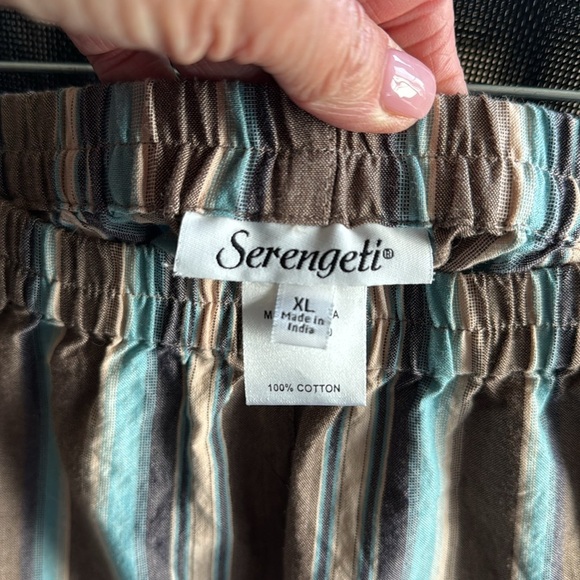 Serengeti®
XL
Made in
India
100% COTTON